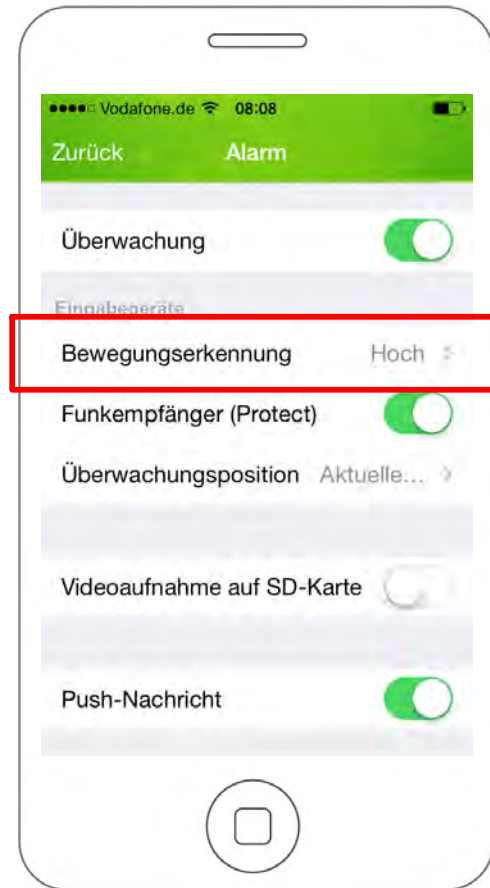 Vodafone.de 08:08
Zurück Alarm
Überwachung
Eingabegeräte
Bewegungserkennung Hoch
Funkempfänger (Protect)
Überwachungsposition Aktuelle...
Videoaufnahme auf SD-Karte
Push-Nachricht